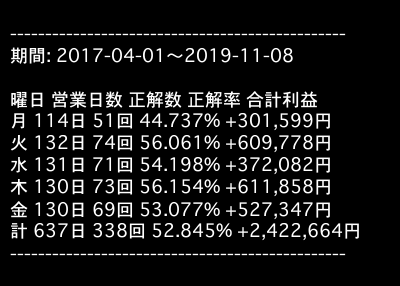 ------------------------------------------------
期間: 2017-04-01～2019-11-08
曜日 営業日数 正解数 正解率 合計利益
月 114日 51回 44.737% +301,599円
火 132日 74回 56.061% +609,778円
水 131日 71回 54.198% +372,082円
木 130日 73回 56.154% +611,858円
金 130日 69回 53.077% +527,347円
計 637日 338回 52.845% +2,422,664円
------------------------------------------------